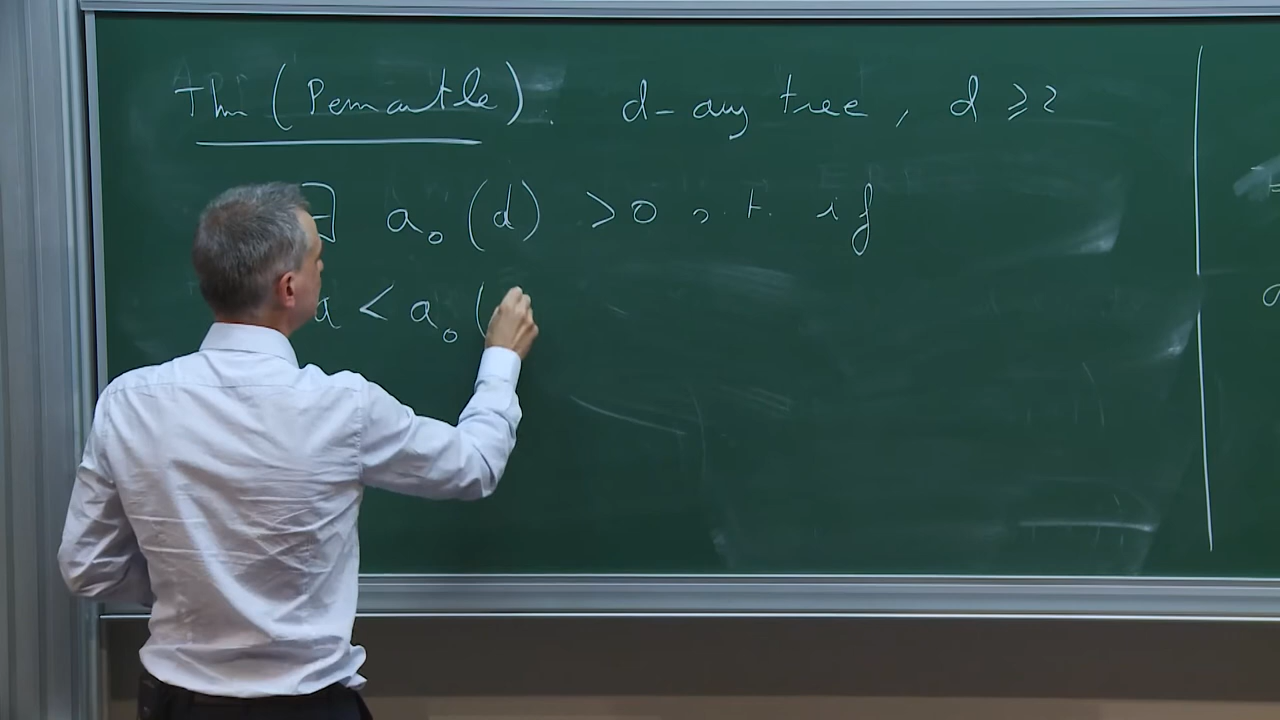 Thm (Pemantle). d-ary tree, d ⩾ 2
∃ a₀(d) > 0 s.t. if
a < a₀(